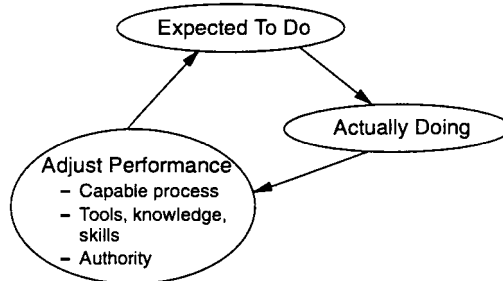 Expected To Do
Actually Doing
Adjust Performance
– Capable process
– Tools, knowledge,
skills
– Authority